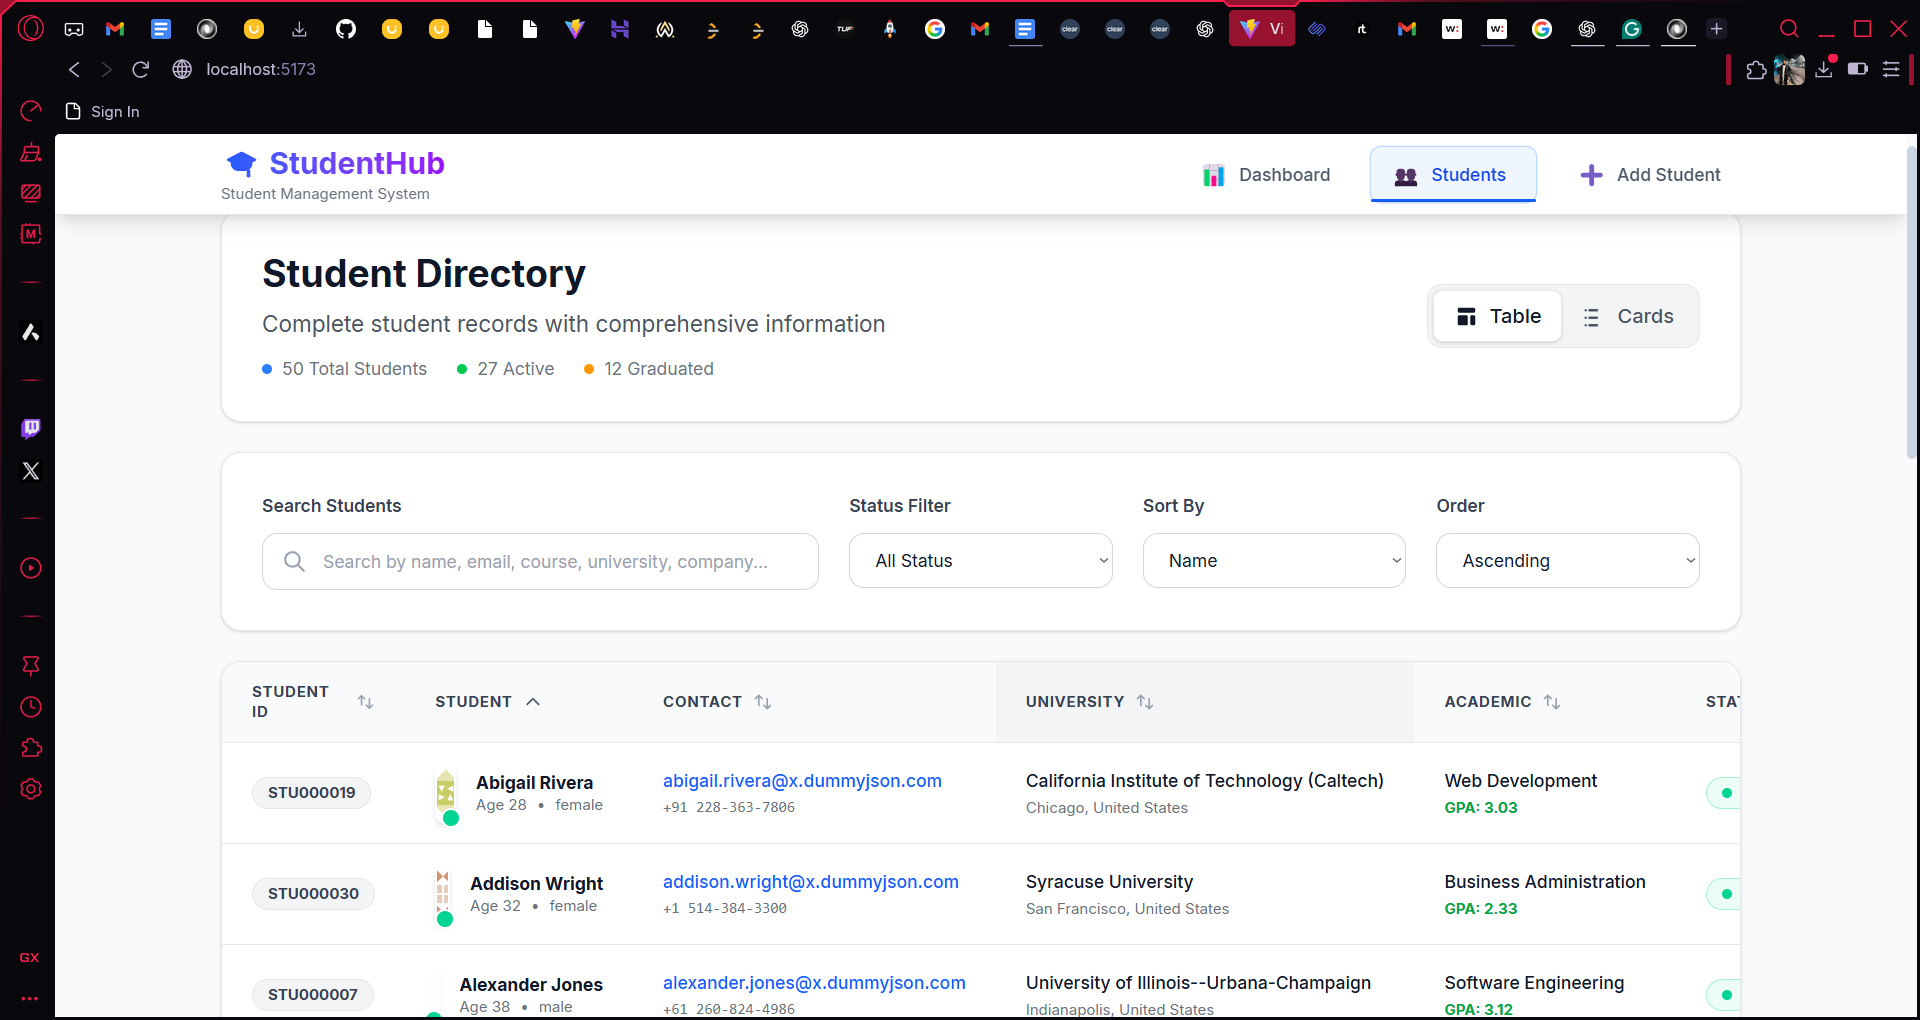 Vi
localhost:5173
Sign In
StudentHub
Student Management System
Dashboard
Students
Add Student
Student Directory
Complete student records with comprehensive information
50 Total Students
27 Active
12 Graduated
Table
Cards
Search Students
Status Filter
Sort By
Order
Search by name, email, course, university, company...
All Status
Name
Ascending
STUDENT ID
STUDENT
CONTACT
UNIVERSITY
ACADEMIC
STAT
STU000019
Abigail Rivera
Age 28 • female
abigail.rivera@x.dummyjson.com
+91 228-363-7806
California Institute of Technology (Caltech)
Chicago, United States
Web Development
GPA: 3.03
STU000030
Addison Wright
Age 32 • female
addison.wright@x.dummyjson.com
+1 514-384-3300
Syracuse University
San Francisco, United States
Business Administration
GPA: 2.33
STU000007
Alexander Jones
Age 38 • male
alexander.jones@x.dummyjson.com
+61 260-824-4986
University of Illinois--Urbana-Champaign
Indianapolis, United States
Software Engineering
GPA: 3.12
GX